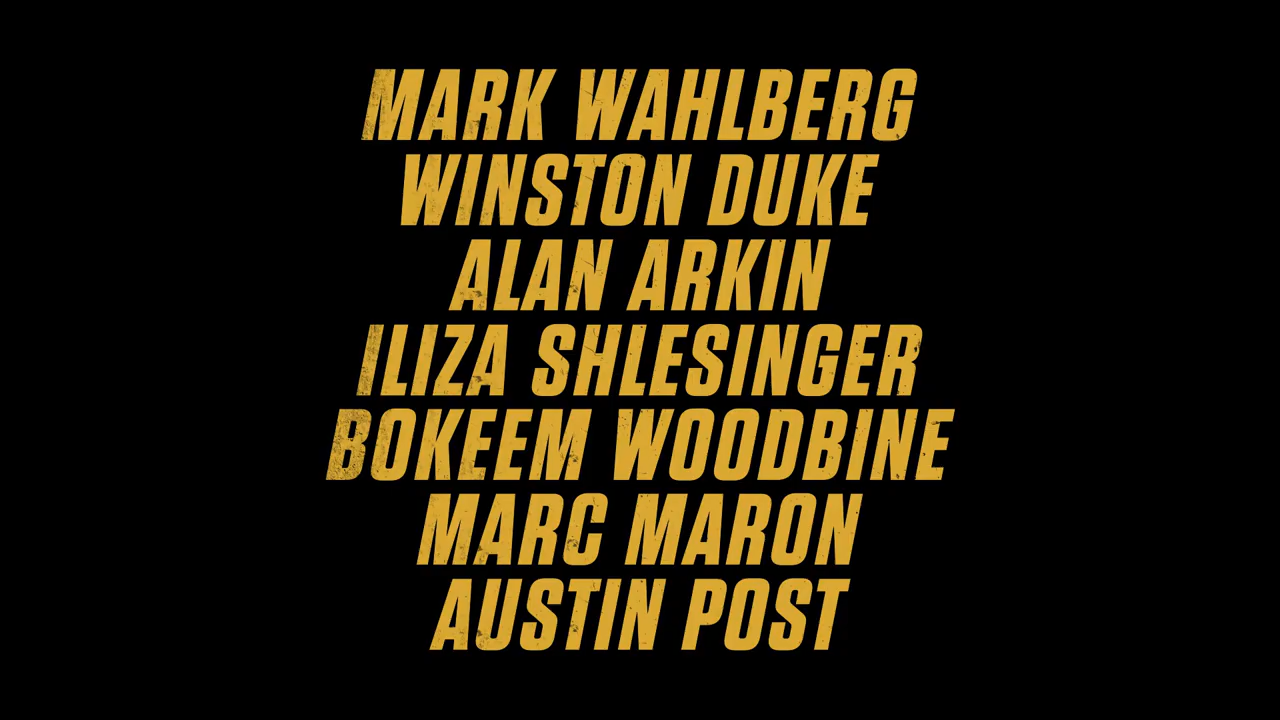 MARK WAHLBERG
WINSTON DUKE
ALAN ARKIN
ILIZA SHLESINGER
BOKEEM WOODBINE
MARC MARON
AUSTIN POST